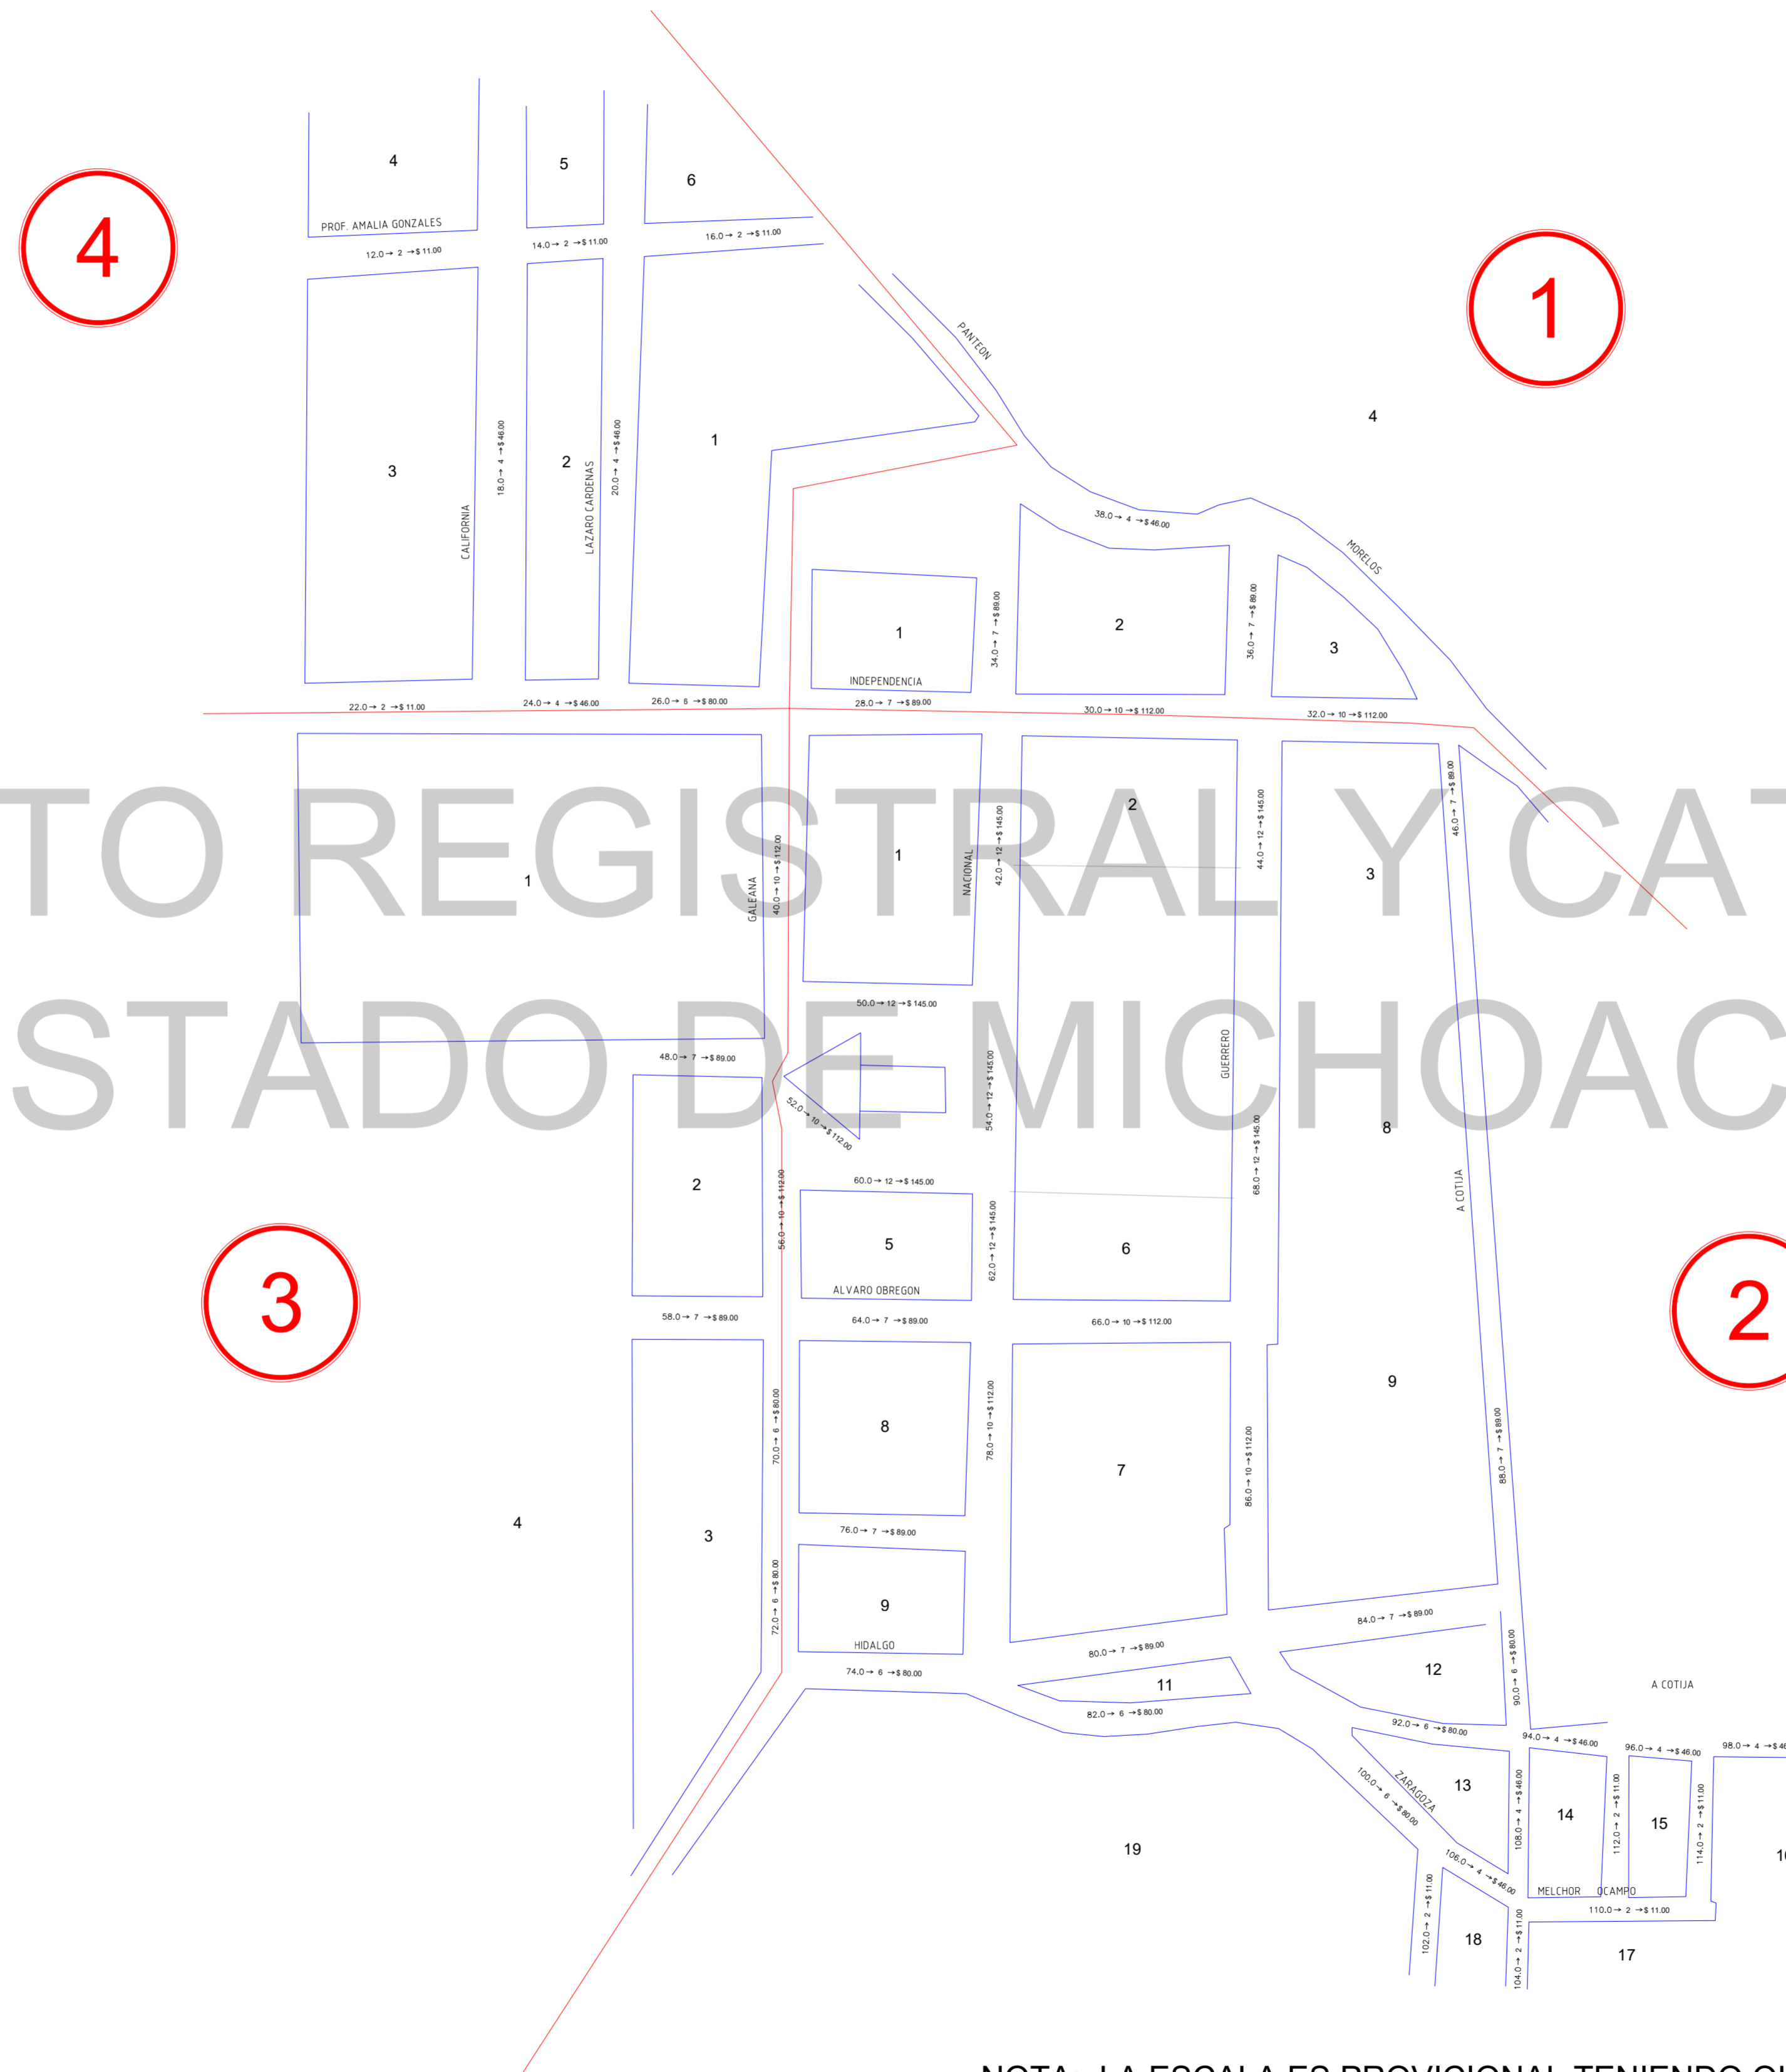 4
5
6
PROF. AMALIA GONZALES
12.0→ 2 →$ 11.00
14.0→ 2 →$ 11.00
16.0→ 2 →$ 11.00
4
1
PANTEON
4
3
CALIFORNIA
18.0→ 4 →$ 46.00
2
LAZARO CARDENAS
20.0→ 4 →$ 46.00
1
38.0→ 4 →$ 46.00
MORELOS
1
INDEPENDENCIA
34.0→ 7 →$ 89.00
2
36.0→ 7 →$ 89.00
3
22.0→ 2 →$ 11.00
24.0→ 4 →$ 46.00
26.0→ 6 →$ 80.00
28.0→ 7 →$ 89.00
30.0→ 10 →$ 112.00
32.0→ 10 →$ 112.00
TO REGISTRAL Y CAT
1
GALEANA
40.0→ 10 →$ 112.00
1
NACIONAL
42.0→ 12 →$ 145.00
2
44.0→ 12 →$ 145.00
3
46.0→ 7 →$ 89.00
50.0→ 12 →$ 145.00
STADO DE MICHOAC
48.0→ 7 →$ 89.00
52.0→ 10 →$ 112.00
54.0→ 12 →$ 145.00
GUERRERO
68.0→ 12 →$ 145.00
8
A COTIJA
2
56.0→ 10 →$ 112.00
60.0→ 12 →$ 145.00
5
ALVARO OBREGON
62.0→ 12 →$ 145.00
6
3
2
58.0→ 7 →$ 89.00
64.0→ 7 →$ 89.00
66.0→ 10 →$ 112.00
9
70.0→ 6 →$ 80.00
8
78.0→ 10 →$ 112.00
7
86.0→ 10 →$ 112.00
88.0→ 7 →$ 89.00
4
3
76.0→ 7 →$ 89.00
72.0→ 6 →$ 80.00
9
HIDALGO
74.0→ 6 →$ 80.00
80.0→ 7 →$ 89.00
84.0→ 7 →$ 89.00
11
82.0→ 6 →$ 80.00
12
90.0→ 6 →$ 80.00
A COTIJA
92.0→ 6 →$ 80.00
94.0→ 4 →$ 46.00
96.0→ 4 →$ 46.00
98.0→ 4 →$ 46
100.0→ 6 →$ 80.00
ZARAGOZA
13
108.0→ 4 →$ 46.00
14
112.0→ 2 →$ 11.00
15
114.0→ 2 →$ 11.00
19
106.0→ 4 →$ 46.00
MELCHOR OCAMPO
110.0→ 2 →$ 11.00
102.0→ 2 →$ 11.00
18
104.0→ 2 →$ 11.00
17